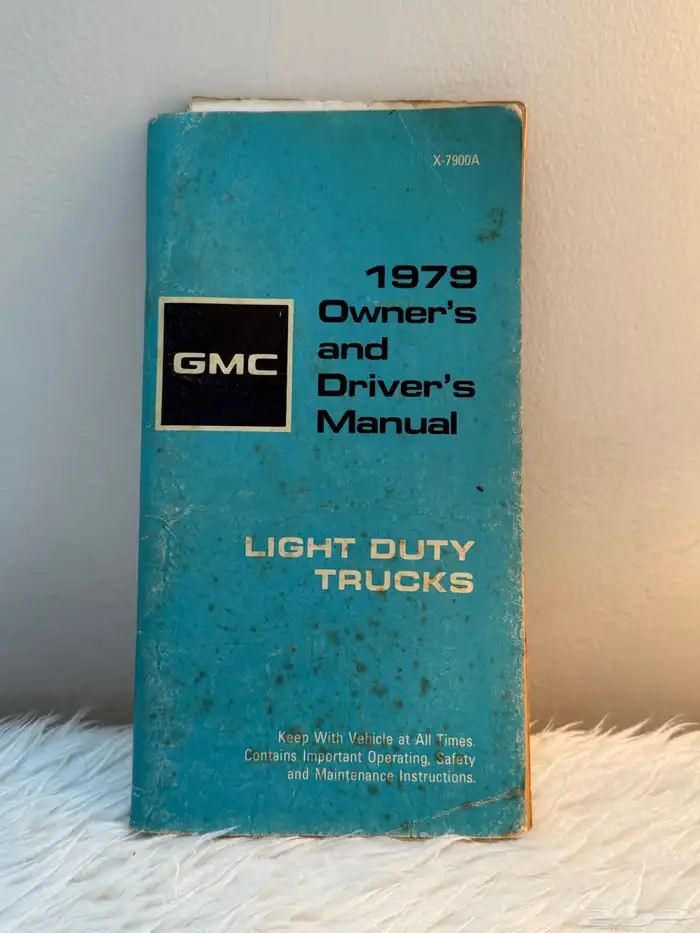 X-7900A
1979
Owner's
and
Driver's
Manual
GMC
LIGHT DUTY
TRUCKS
Keep With Vehicle at All Times.
Contains Important Operating, Safety
and Maintenance Instructions.
حراج